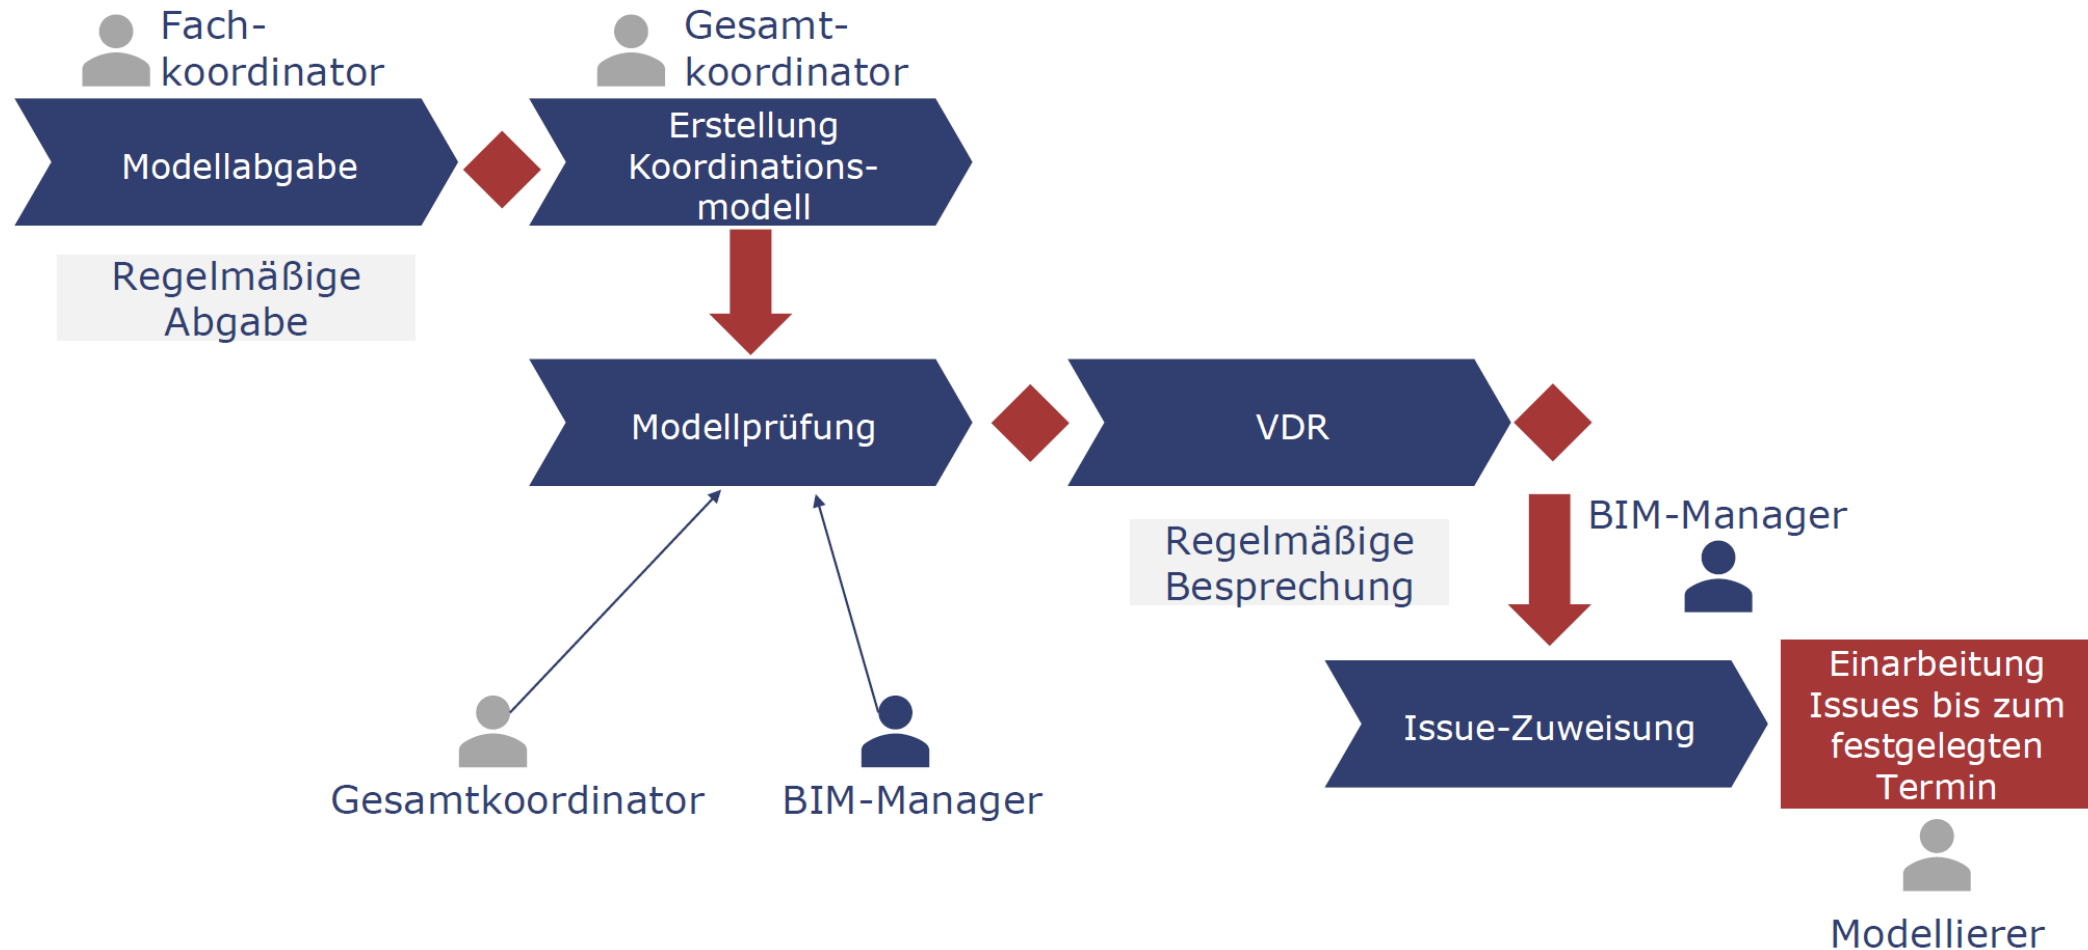 Fach-
koordinator
Gesamt-
koordinator
Modellabgabe
Erstellung
Koordinations-
modell
Regelmäßige
Abgabe
Modellprüfung
VDR
Regelmäßige
Besprechung
BIM-Manager
Gesamtkoordinator
BIM-Manager
Issue-Zuweisung
Einarbeitung
Issues bis zum
festgelegten
Termin
Modellierer